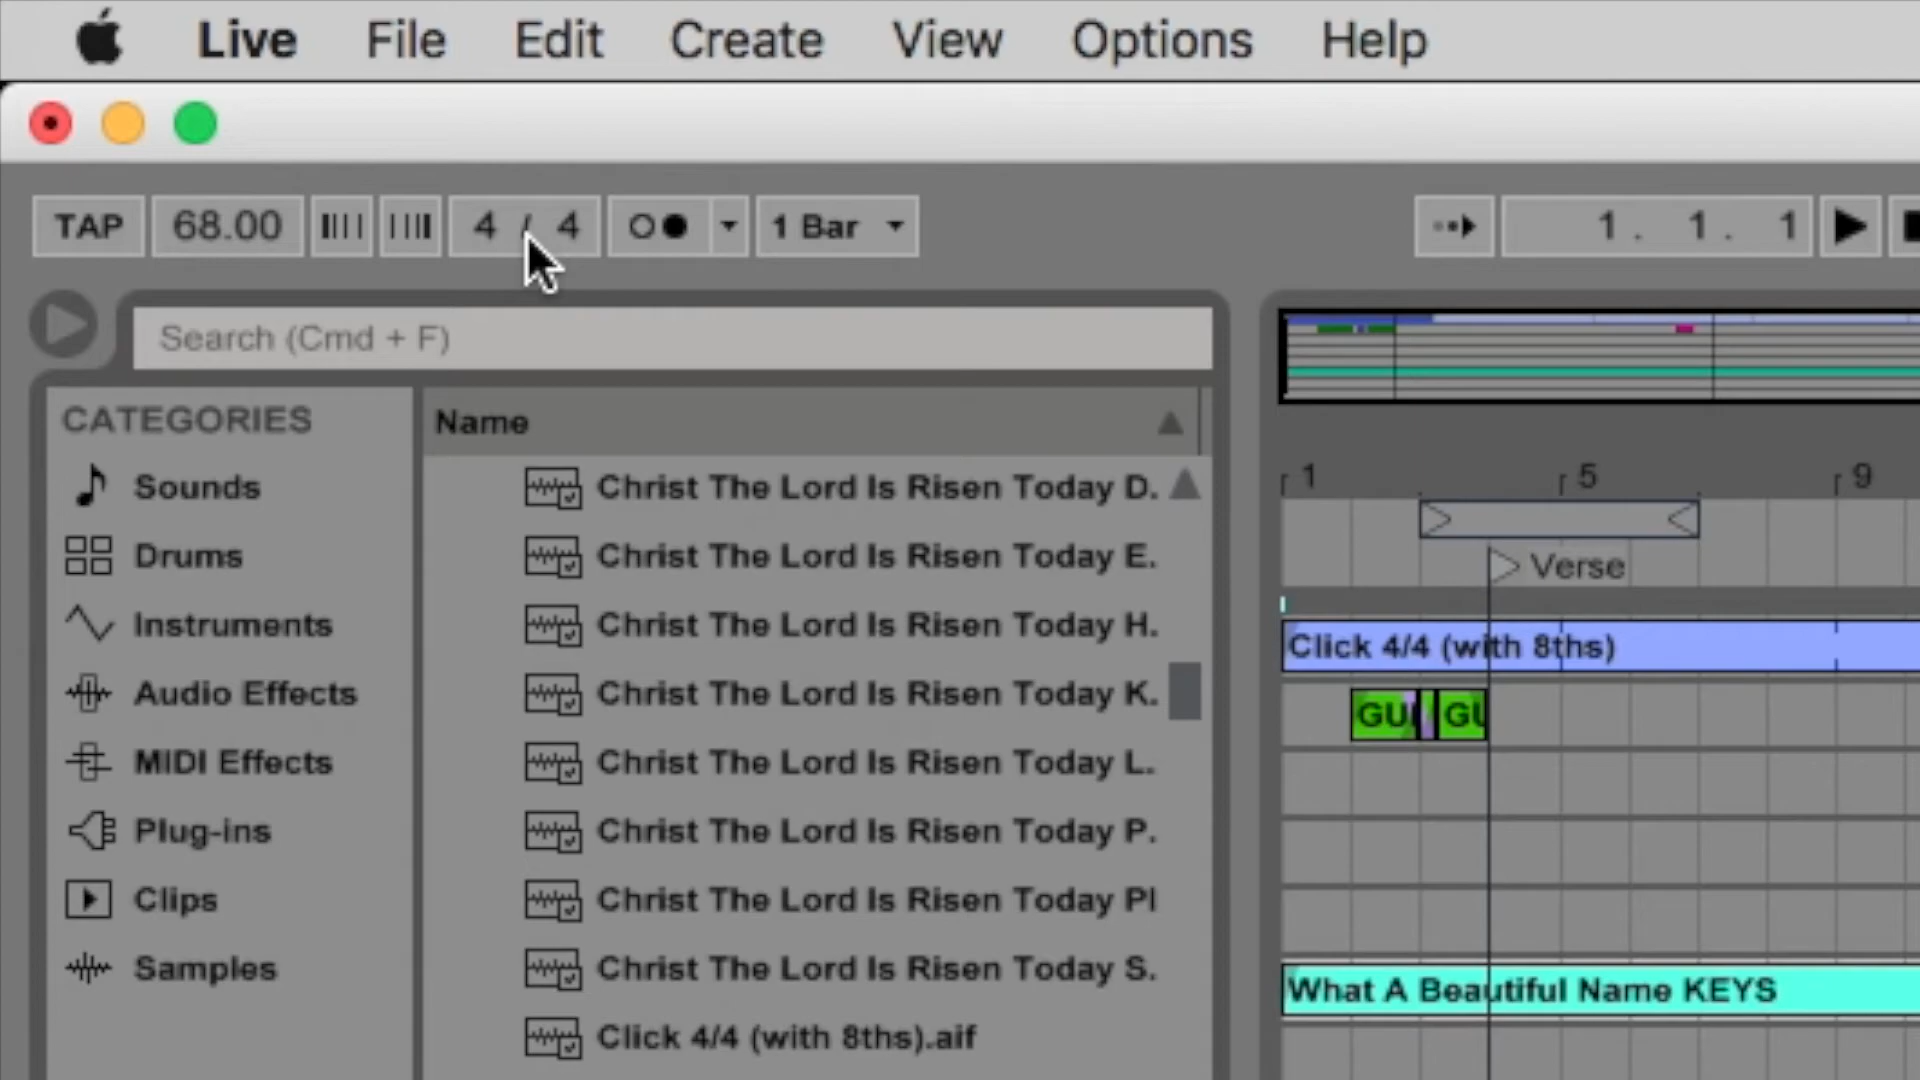 Live File Edit Create View Options Help
TAP 68.00 4 / 4 1 Bar 1. 1. 1
Search (Cmd + F)
CATEGORIES
Sounds
Drums
Instruments
Audio Effects
MIDI Effects
Plug-ins
Clips
Samples
Name
Christ The Lord Is Risen Today D.
Christ The Lord Is Risen Today E.
Christ The Lord Is Risen Today H.
Christ The Lord Is Risen Today K.
Christ The Lord Is Risen Today L.
Christ The Lord Is Risen Today P.
Christ The Lord Is Risen Today Pl
Christ The Lord Is Risen Today S.
Click 4/4 (with 8ths).aif
1 5 9
Verse
Click 4/4 (with 8ths)
GU GU
What A Beautiful Name KEYS